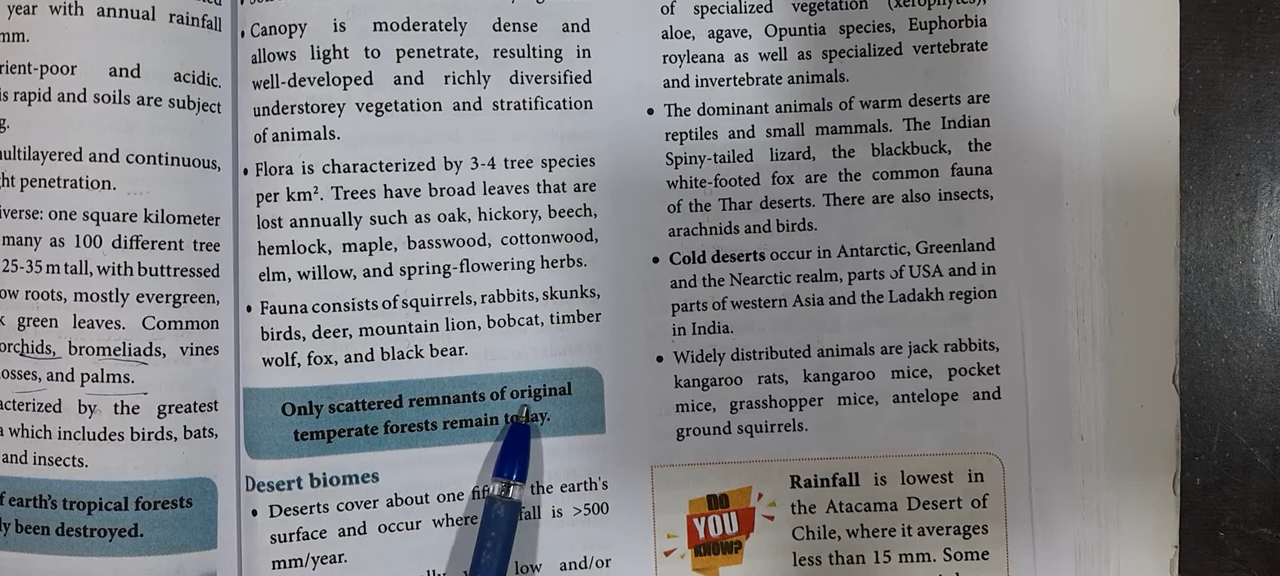 year with annual rainfall
mm.
and acidic.
is rapid and soils are subject
g.
multilayered and continuous,
ht penetration.
iverse: one square kilometer
many as 100 different tree
25-35 m tall, with buttressed
ow roots, mostly evergreen,
green leaves. Common
orchids, bromeliads, vines
osses, and palms.
acterized by the greatest
which includes birds, bats,
and insects.
f earth's tropical forests
ly been destroyed.
• Canopy is moderately dense and
allows light to penetrate, resulting in
well-developed and richly diversified
understorey vegetation and stratification
of animals.
• Flora is characterized by 3-4 tree species
per km². Trees have broad leaves that are
lost annually such as oak, hickory, beech,
hemlock, maple, basswood, cottonwood,
elm, willow, and spring-flowering herbs.
• Fauna consists of squirrels, rabbits, skunks,
birds, deer, mountain lion, bobcat, timber
wolf, fox, and black bear.
Only scattered remnants of original
temperate forests remain today.
Desert biomes
• Deserts cover about one the earth's
surface and occur where is >500
mm/year.
low and/or
of specialized vegetation (xerophytes),
aloe, agave, Opuntia species, Euphorbia
royleana as well as specialized vertebrate
and invertebrate animals.
• The dominant animals of warm deserts are
reptiles and small mammals. The Indian
Spiny-tailed lizard, the blackbuck, the
white-footed fox are the common fauna
of the Thar deserts. There are also insects,
arachnids and birds.
• Cold deserts occur in Antarctic, Greenland
and the Nearctic realm, parts of USA and in
parts of western Asia and the Ladakh region
in India.
• Widely distributed animals are jack rabbits,
kangaroo rats, kangaroo mice, pocket
mice, grasshopper mice, antelope and
ground squirrels.
DO
YOU
KNOW?
Rainfall is lowest in
the Atacama Desert of
Chile, where it averages
less than 15 mm. Some